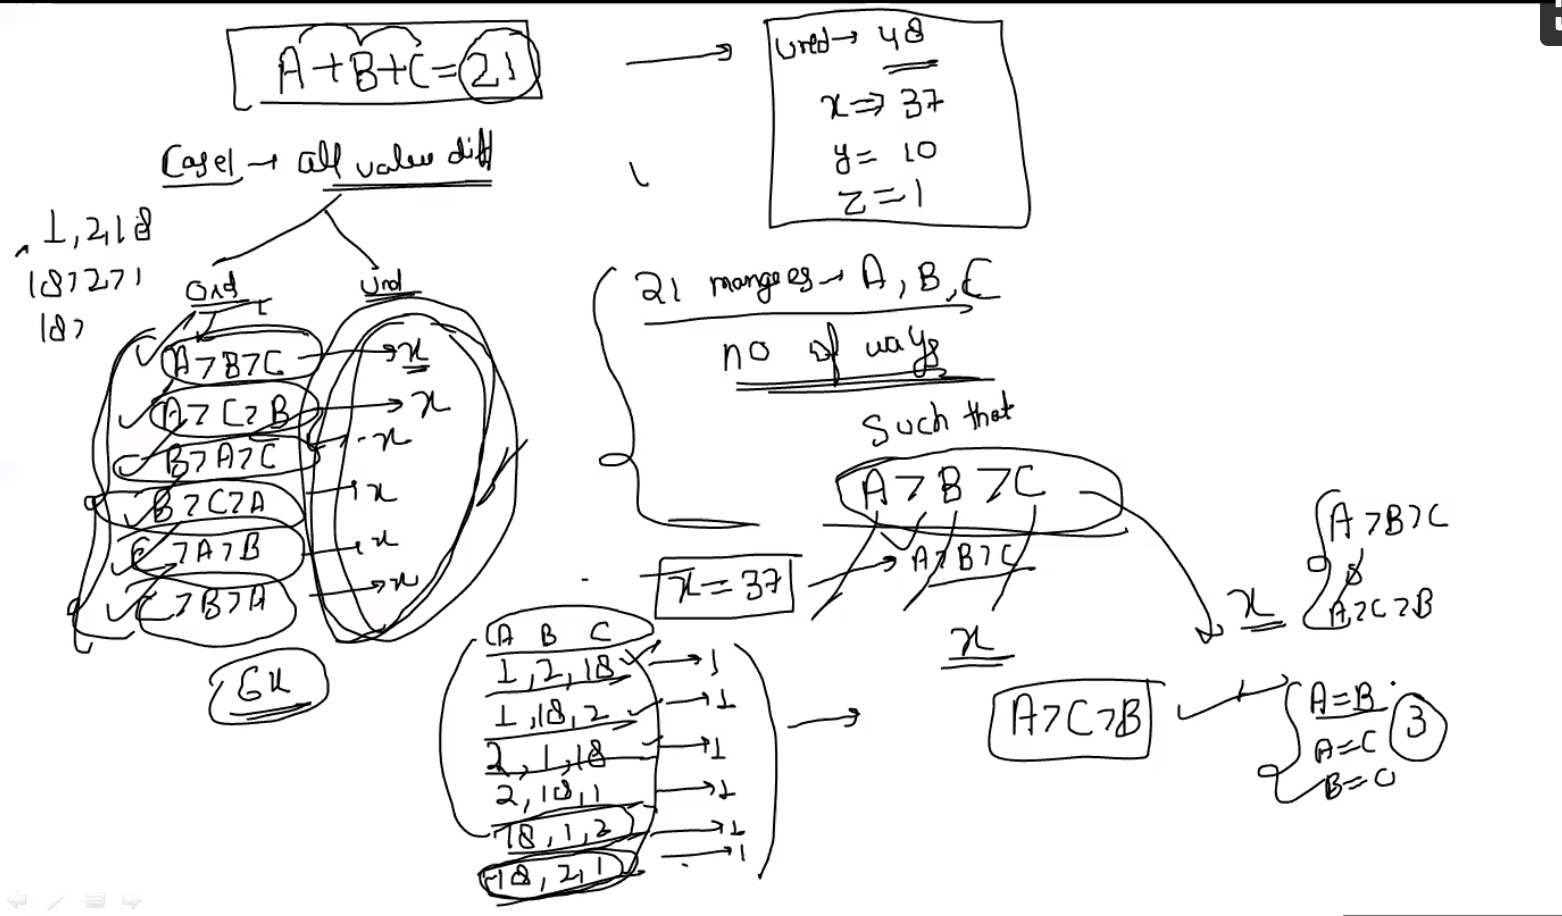 A+B+C=21
Case1 → all value diff
1,2,18
18>2>1
18>
ord
und
A>B>C → x
A>C>B → x
B>A>C → x
B>C>A → x
C>A>B → x
C>B>A → x
6x
→ 48
x ⇒ 37
y = 10
z = 1
21 mangoes → A, B, C
no of ways
Such that
A>B>C
A>B>C
x = 37
x
A>C>B
x
A>B>C
A>C>B
A=B
A=C
B=C
3
A B C
1,2,18 → 1
1,18,2 → 1
2,1,18 → 1
2,18,1 → 1
18,1,2 → 1
18,2,1 → 1